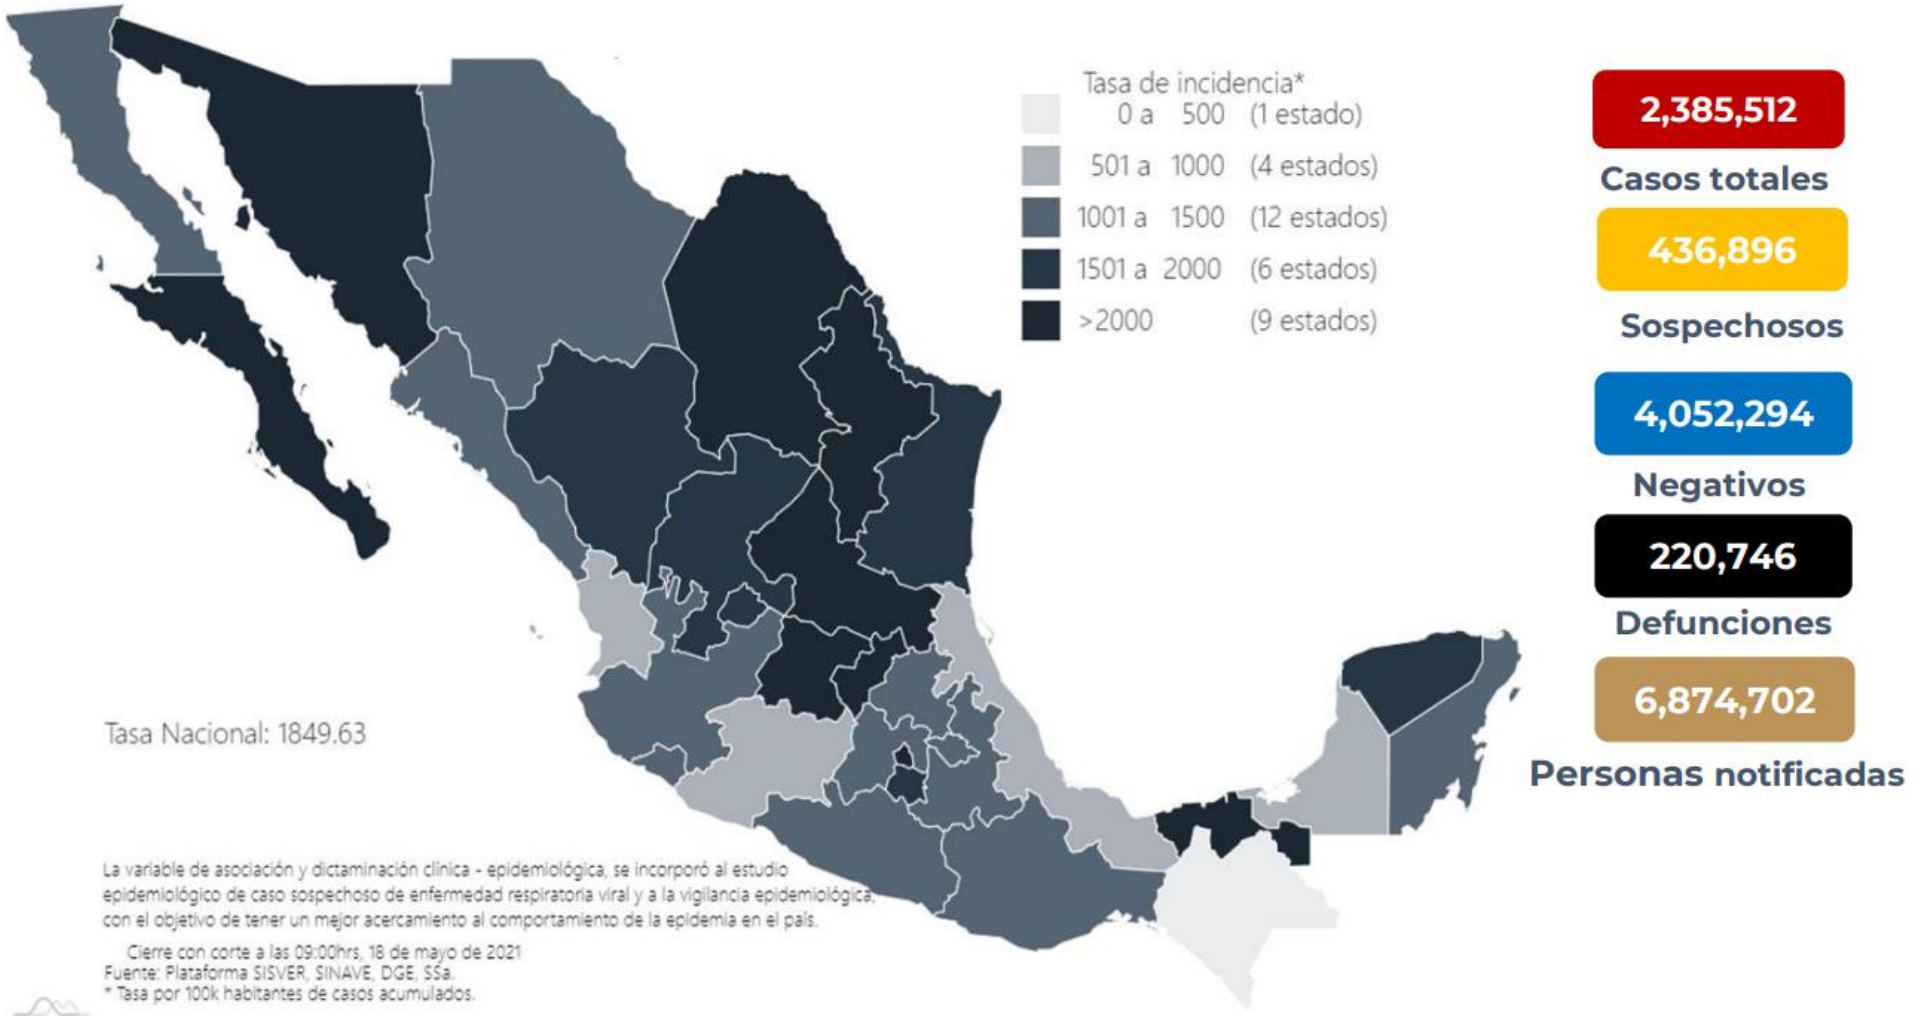 Tasa de incidencia*
0 a 500 (1 estado)
501 a 1000 (4 estados)
1001 a 1500 (12 estados)
1501 a 2000 (6 estados)
>2000 (9 estados)
2,385,512
Casos totales
436,896
Sospechosos
4,052,294
Negativos
220,746
Defunciones
6,874,702
Personas notificadas
Tasa Nacional: 1849.63
La variable de asociación y dictaminación clínica - epidemiológica, se incorporó al estudio
epidemiológico de caso sospechoso de enfermedad respiratoria viral y a la vigilancia epidemiológica,
con el objetivo de tener un mejor acercamiento al comportamiento de la epidemia en el país.
Cierre con corte a las 09:00hrs, 18 de mayo de 2021
Fuente: Plataforma SISVER, SINAVE, DGE, SSa.
* Tasa por 100k habitantes de casos acumulados.